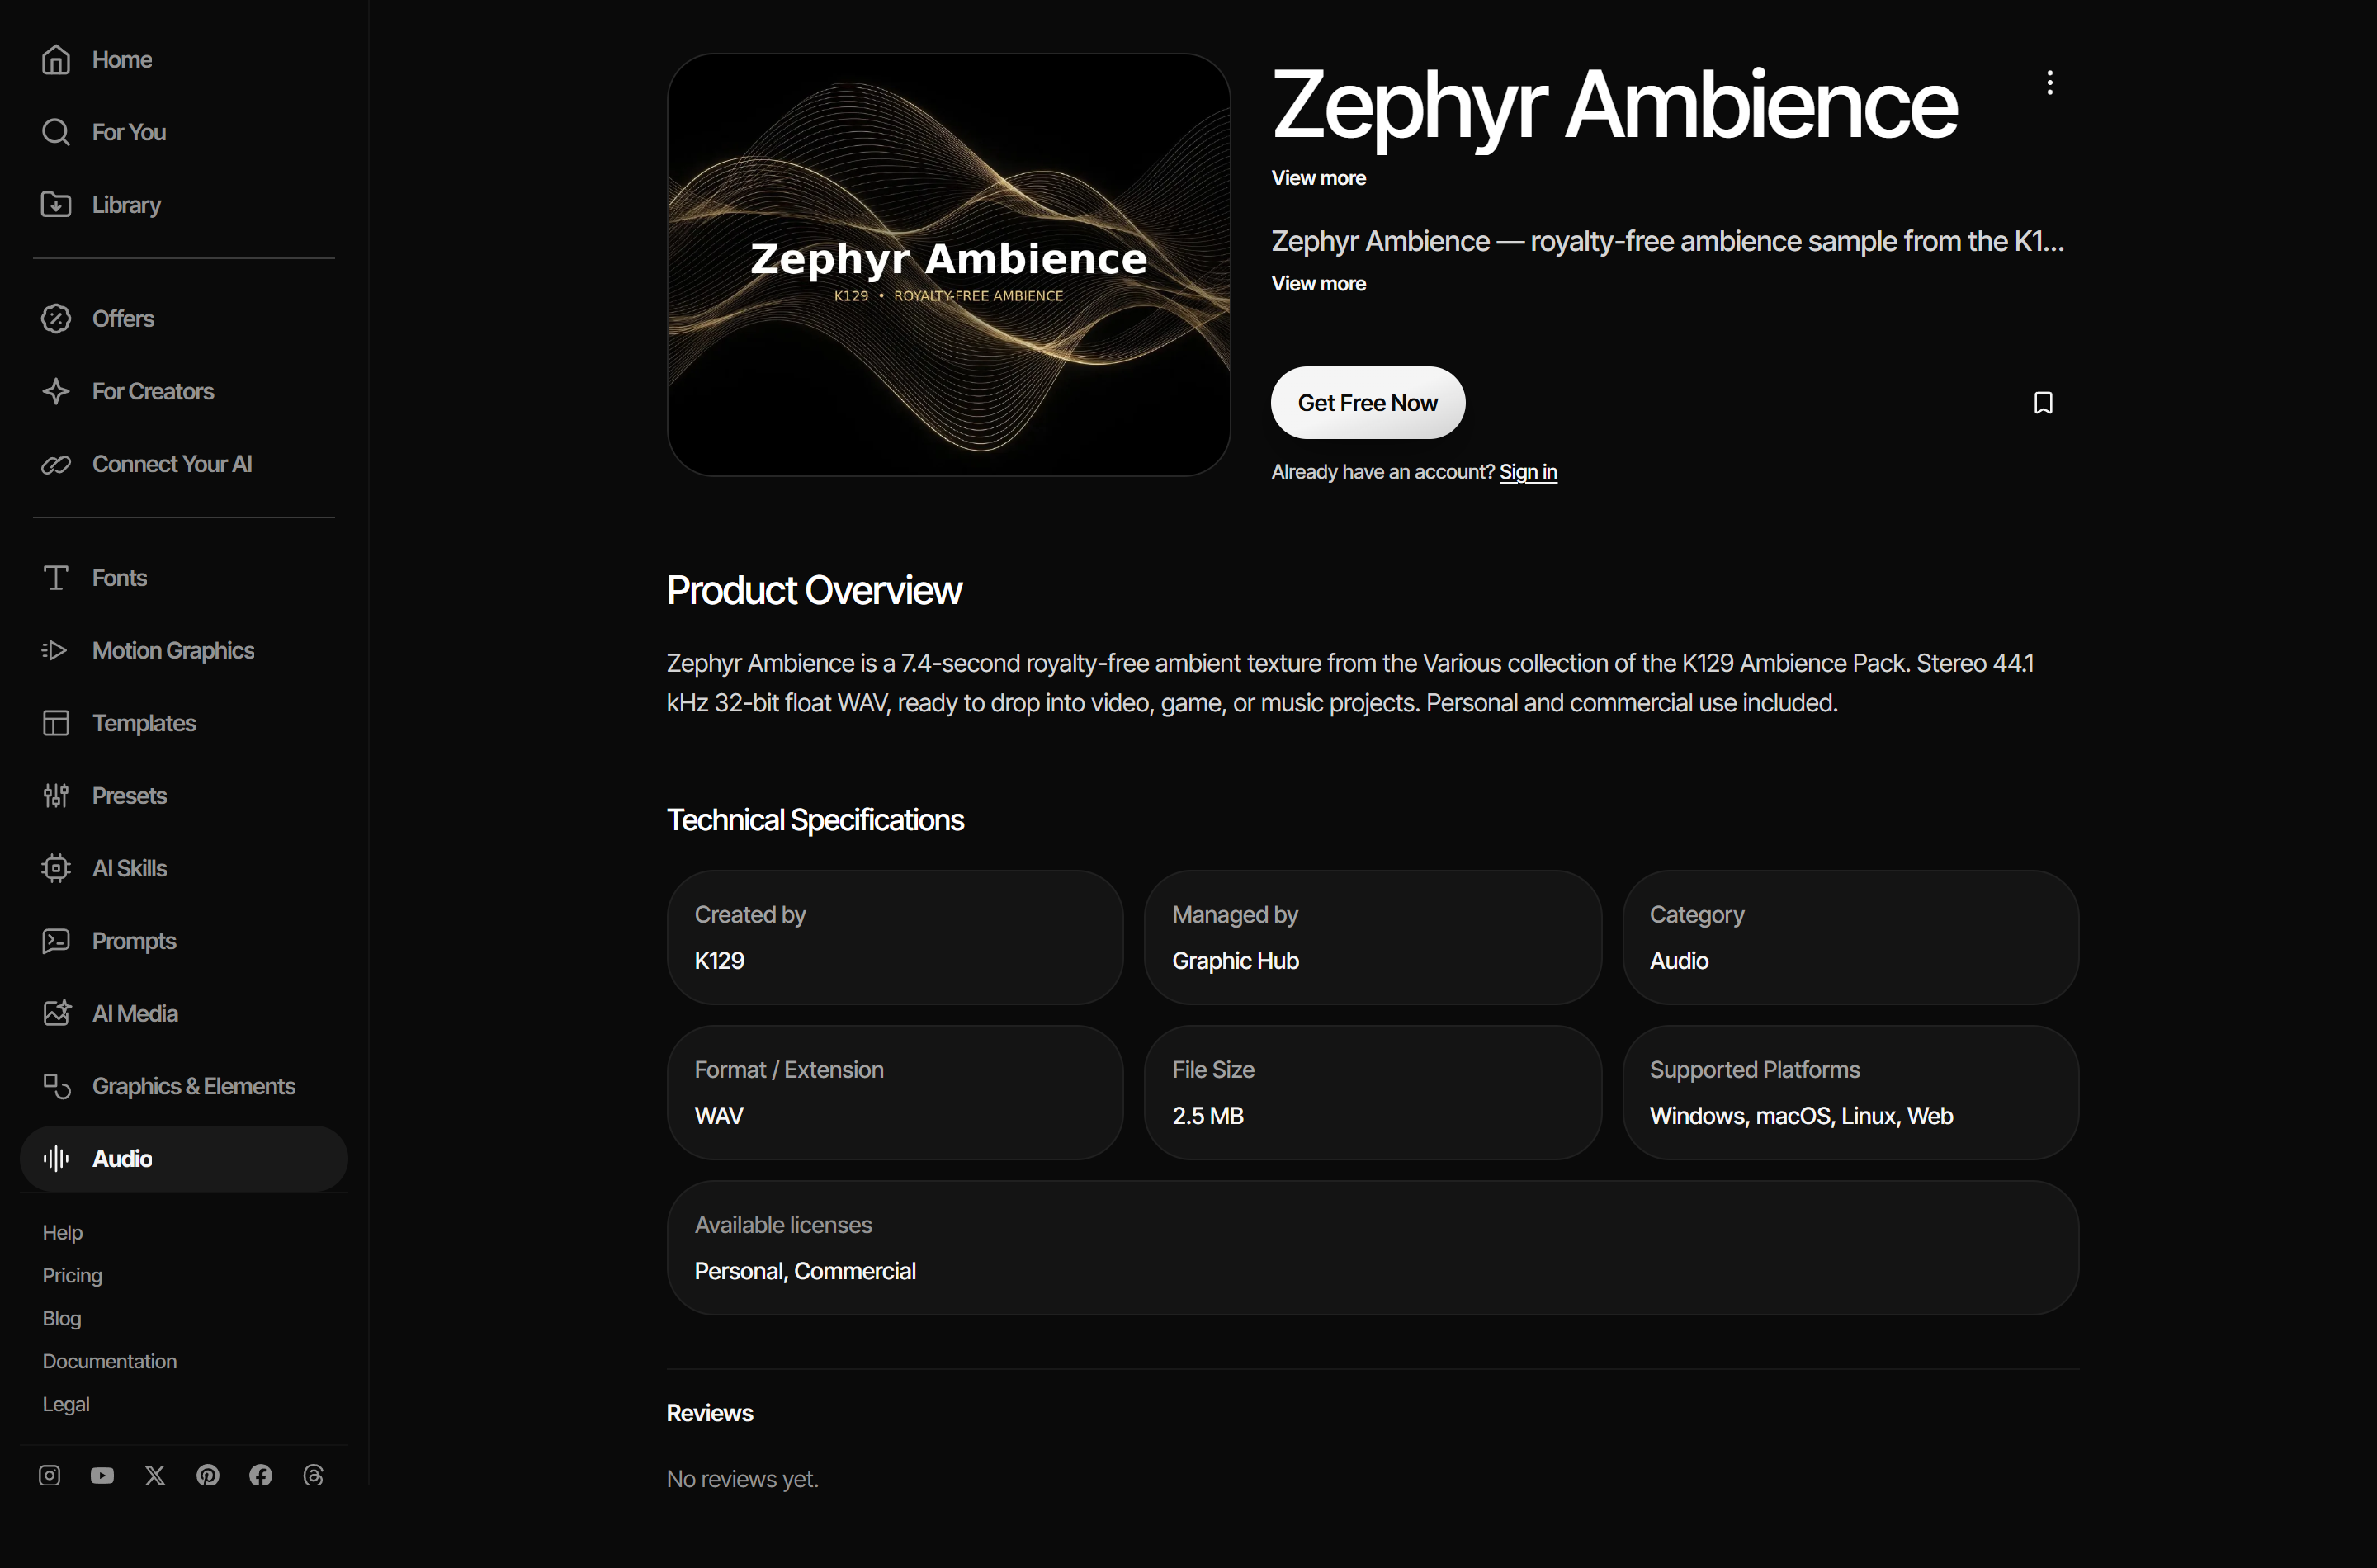 Home
For You
Library
Offers
For Creators
Connect Your AI
Fonts
Motion Graphics
Templates
Presets
AI Skills
Prompts
AI Media
Graphics & Elements
Audio
Help
Pricing
Blog
Documentation
Legal
Zephyr Ambience
K129 • ROYALTY-FREE AMBIENCE
Zephyr Ambience
View more
Zephyr Ambience — royalty-free ambience sample from the K1...
View more
Get Free Now
Already have an account? Sign in
Product Overview
Zephyr Ambience is a 7.4-second royalty-free ambient texture from the Various collection of the K129 Ambience Pack. Stereo 44.1
kHz 32-bit float WAV, ready to drop into video, game, or music projects. Personal and commercial use included.
Technical Specifications
Created by
K129
Managed by
Graphic Hub
Category
Audio
Format / Extension
WAV
File Size
2.5 MB
Supported Platforms
Windows, macOS, Linux, Web
Available licenses
Personal, Commercial
Reviews
No reviews yet.